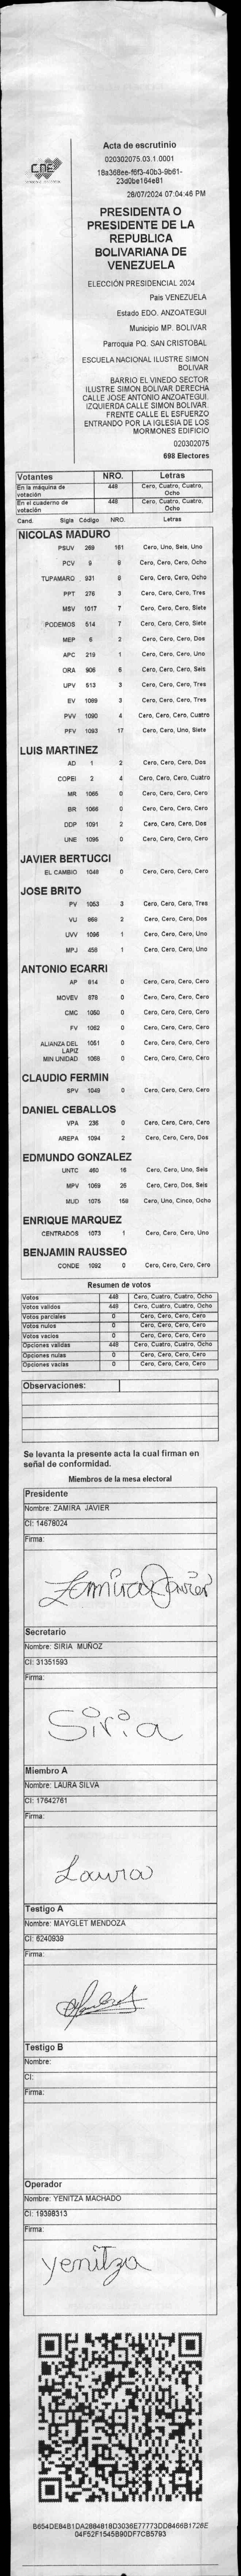 CNE
Acta de escrutinio
020302075.03.1.0001
18a368ee-f6f3-40b3-9b61-
23d0be164e81
28/07/2024 07:04:46 PM
PRESIDENTA O
PRESIDENTE DE LA
REPUBLICA
BOLIVARIANA DE
VENEZUELA
ELECCIÓN PRESIDENCIAL 2024
País VENEZUELA
Estado EDO. ANZOATEGUI
Municipio MP. BOLIVAR
Parroquia PQ. SAN CRISTOBAL
ESCUELA NACIONAL ILUSTRE SIMON
BOLIVAR
BARRIO EL VINEDO SECTOR
ILUSTRE SIMON BOLIVAR DERECHA
CALLE JOSE ANTONIO ANZOATEGUI.
IZQUIERDA CALLE SIMON BOLIVAR.
FRENTE CALLE EL ESFUERZO
ENTRANDO POR LA IGLESIA DE LOS
MORMONES EDIFICIO
020302075
698 Electores
Votantes NRO. Letras
En la máquina de votación 448 Cero, Cuatro, Cuatro, Ocho
En el cuaderno de votación 448 Cero, Cuatro, Cuatro, Ocho
Cand. Sigla Código NRO. Letras
NICOLAS MADURO
PSUV 269 161 Cero, Uno, Seis, Uno
PCV 9 8 Cero, Cero, Cero, Ocho
TUPAMARO 931 8 Cero, Cero, Cero, Ocho
PPT 276 3 Cero, Cero, Cero, Tres
MSV 1017 7 Cero, Cero, Cero, Siete
PODEMOS 514 7 Cero, Cero, Cero, Siete
MEP 6 2 Cero, Cero, Cero, Dos
APC 219 1 Cero, Cero, Cero, Uno
ORA 906 6 Cero, Cero, Cero, Seis
UPV 513 3 Cero, Cero, Cero, Tres
EV 1089 3 Cero, Cero, Cero, Tres
PVV 1090 4 Cero, Cero, Cero, Cuatro
PFV 1093 17 Cero, Cero, Uno, Siete
LUIS MARTINEZ
AD 1 2 Cero, Cero, Cero, Dos
COPEI 2 4 Cero, Cero, Cero, Cuatro
MR 1065 0 Cero, Cero, Cero, Cero
BR 1066 0 Cero, Cero, Cero, Cero
DDP 1091 2 Cero, Cero, Cero, Dos
UNE 1095 0 Cero, Cero, Cero, Cero
JAVIER BERTUCCI
EL CAMBIO 1048 0 Cero, Cero, Cero, Cero
JOSE BRITO
PV 1053 3 Cero, Cero, Cero, Tres
VU 868 2 Cero, Cero, Cero, Dos
UVV 1096 1 Cero, Cero, Cero, Uno
MPJ 458 1 Cero, Cero, Cero, Uno
ANTONIO ECARRI
AP 814 0 Cero, Cero, Cero, Cero
MOVEV 879 0 Cero, Cero, Cero, Cero
CMC 1050 0 Cero, Cero, Cero, Cero
FV 1062 0 Cero, Cero, Cero, Cero
ALIANZA DEL LAPIZ 1051 0 Cero, Cero, Cero, Cero
MIN UNIDAD 1068 0 Cero, Cero, Cero, Cero
CLAUDIO FERMIN
SPV 1049 0 Cero, Cero, Cero, Cero
DANIEL CEBALLOS
VPA 236 0 Cero, Cero, Cero, Cero
AREPA 1094 2 Cero, Cero, Cero, Dos
EDMUNDO GONZALEZ
UNTC 460 16 Cero, Cero, Uno, Seis
MPV 1069 26 Cero, Cero, Dos, Seis
MUD 1075 158 Cero, Uno, Cinco, Ocho
ENRIQUE MARQUEZ
CENTRADOS 1073 1 Cero, Cero, Cero, Uno
BENJAMIN RAUSSEO
CONDE 1092 0 Cero, Cero, Cero, Cero
Resumen de votos
Votos 448 Cero, Cuatro, Cuatro, Ocho
Votos validos 448 Cero, Cuatro, Cuatro, Ocho
Votos parciales 0 Cero, Cero, Cero, Cero
Votos nulos 0 Cero, Cero, Cero, Cero
Votos vacios 0 Cero, Cero, Cero, Cero
Opciones validas 448 Cero, Cuatro, Cuatro, Ocho
Opciones nulas 0 Cero, Cero, Cero, Cero
Opciones vacias 0 Cero, Cero, Cero, Cero
Observaciones:
Se levanta la presente acta la cual firman en
señal de conformidad.
Miembros de la mesa electoral
Presidente
Nombre: ZAMIRA JAVIER
CI: 14678024
Firma:
Zamira Javier
Secretario
Nombre: SIRIA MUÑOZ
CI: 31351593
Firma:
Siria
Miembro A
Nombre: LAURA SILVA
CI: 17642761
Firma:
Laura
Testigo A
Nombre: MAYGLET MENDOZA
CI: 8240939
Firma:
Testigo B
Nombre:
CI:
Firma:
Operador
Nombre: YENITZA MACHADO
CI: 19398313
Firma:
Yenitza
B654DE84B1DA2884818D3036E77773DD8466B1726E
04F52F1545B90DF7CB5793